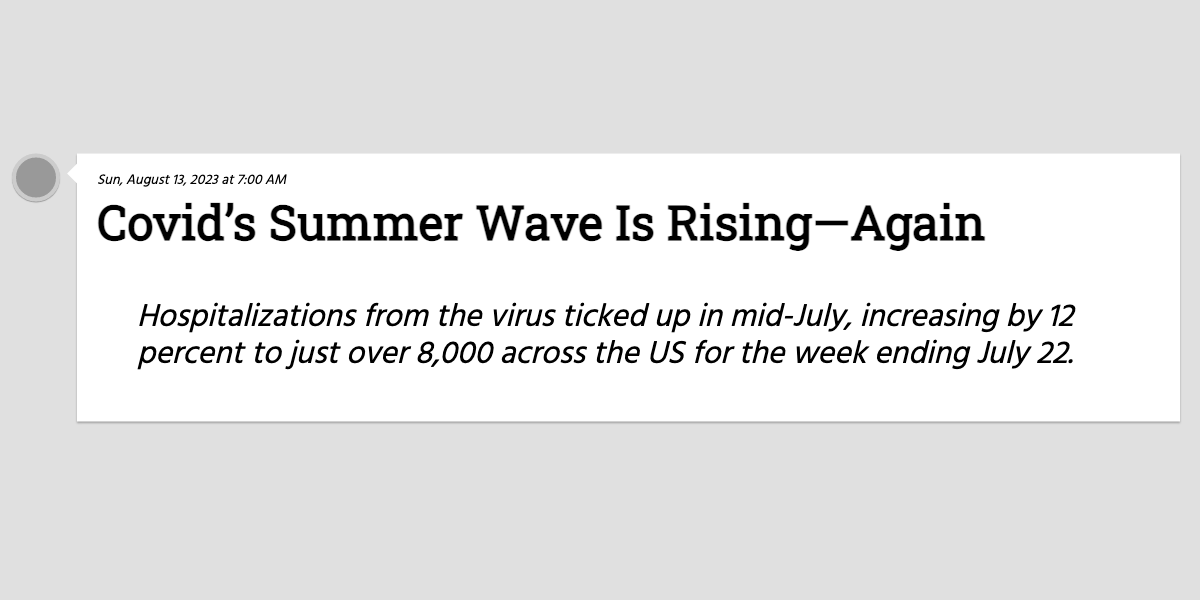 Sun, August 13, 2023 at 7:00 AM
Covid’s Summer Wave Is Rising—Again
Hospitalizations from the virus ticked up in mid-July, increasing by 12
percent to just over 8,000 across the US for the week ending July 22.